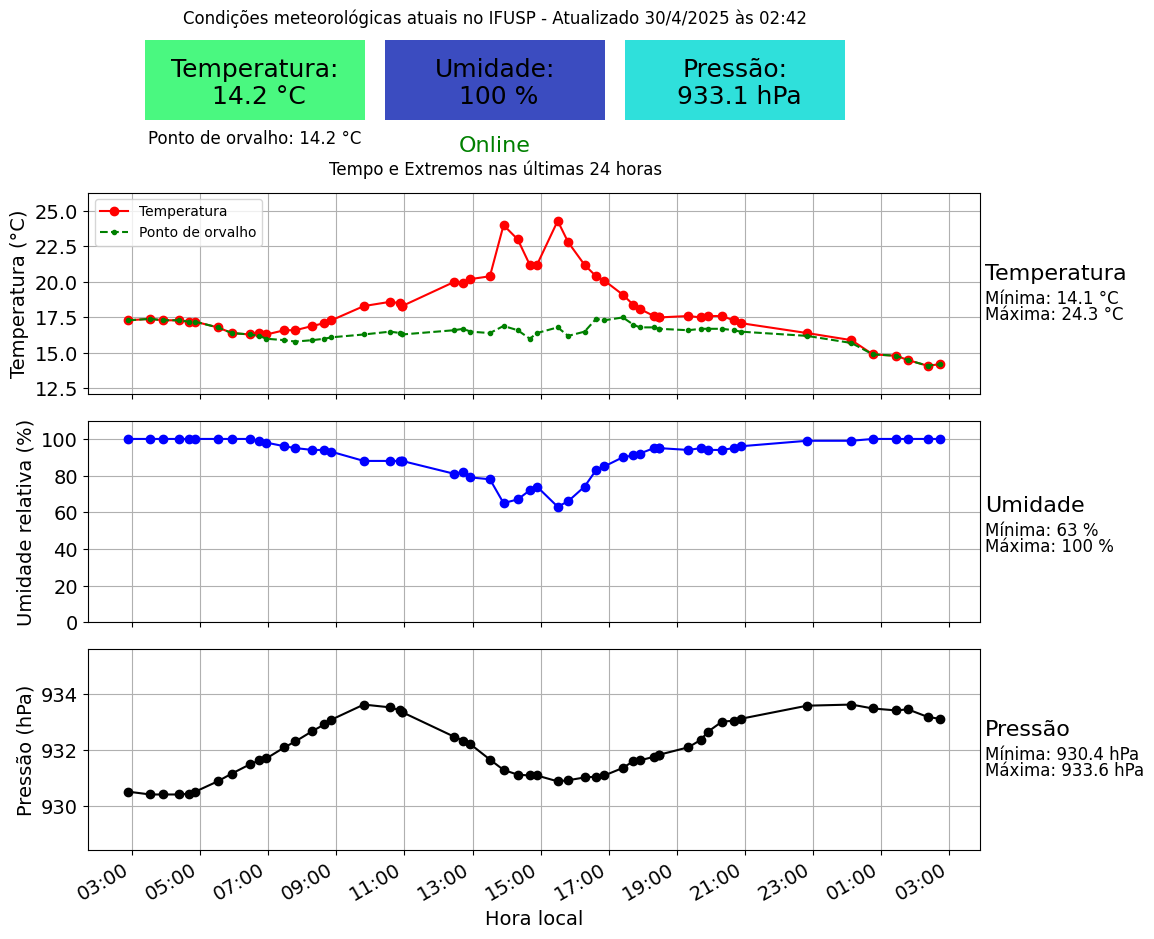 Condições meteorológicas atuais no IFUSP - Atualizado 30/4/2025 às 02:42
Temperatura:
14.2 °C
Umidade:
100 %
Pressão:
933.1 hPa
Ponto de orvalho: 14.2 °C
Online
Tempo e Extremos nas últimas 24 horas
Temperatura (°C)
25.0
22.5
20.0
17.5
15.0
12.5
Temperatura
Ponto de orvalho
Temperatura
Mínima: 14.1 °C
Máxima: 24.3 °C
Umidade relativa (%)
100
80
60
40
20
0
Umidade
Mínima: 63 %
Máxima: 100 %
Pressão (hPa)
934
932
930
Pressão
Mínima: 930.4 hPa
Máxima: 933.6 hPa
03:00
05:00
07:00
09:00
11:00
13:00
15:00
17:00
19:00
21:00
23:00
01:00
03:00
Hora local